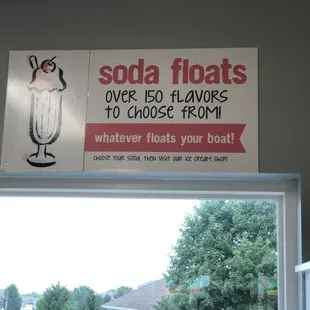 soda floats
OVER 150 FLAVORS
TO CHOOSE FROM!
whatever floats your boat!
CHOOSE YOUR SODA, THEN VISIT OUR ICE CREAM SHOP!